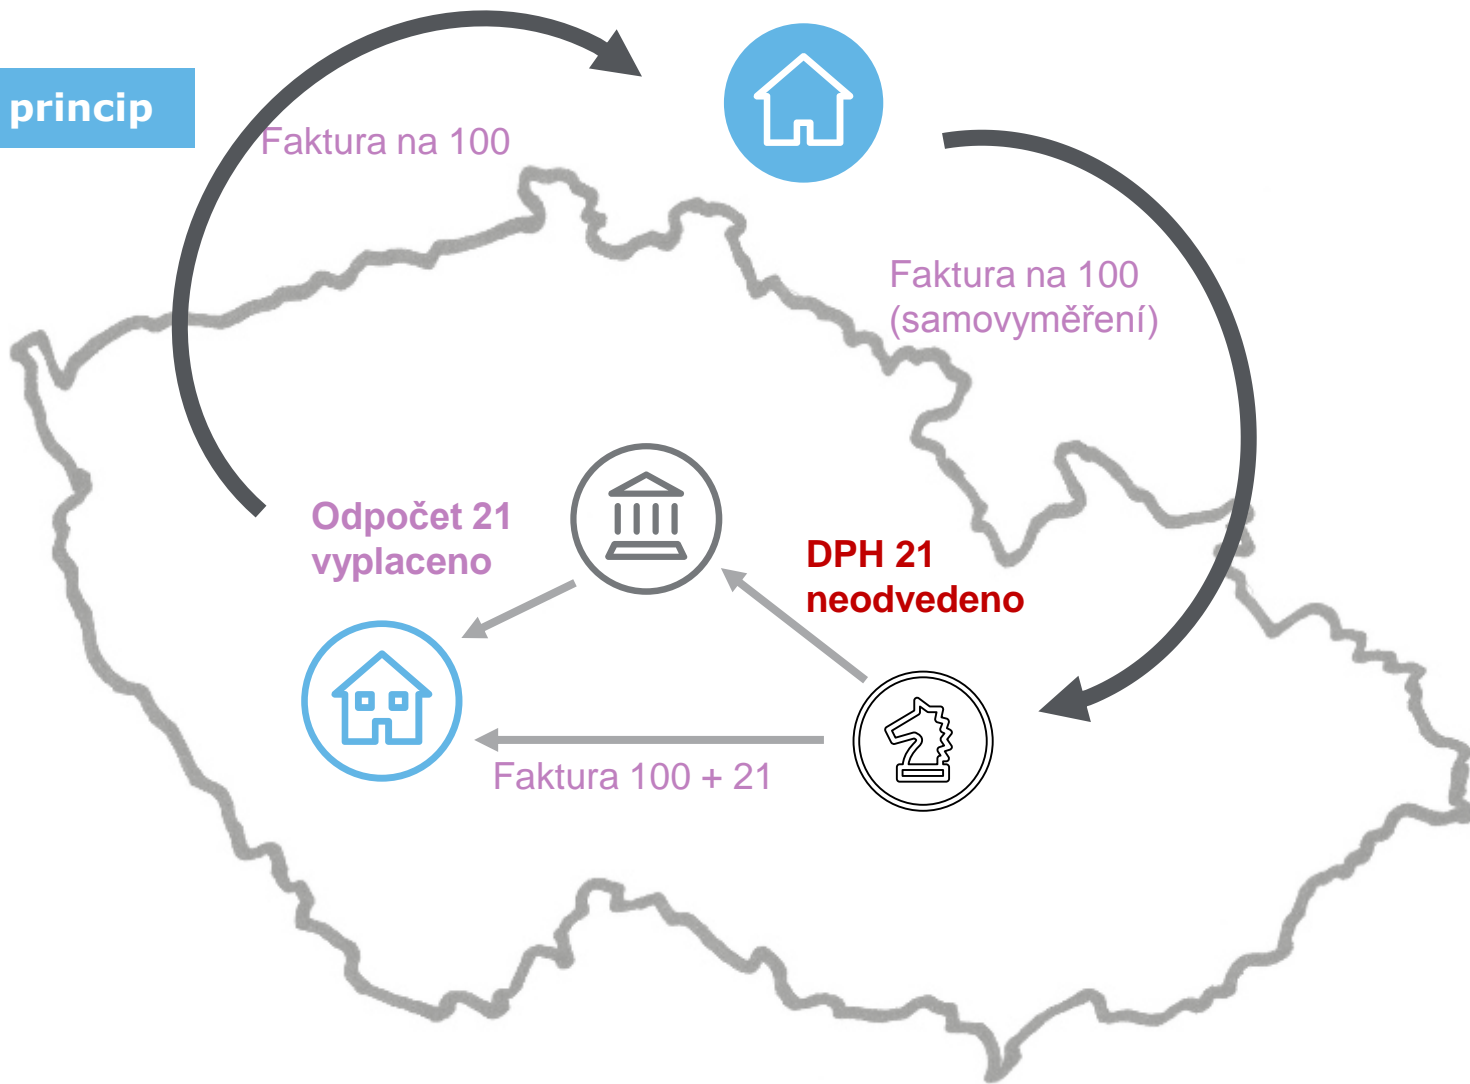 princip
Faktura na 100
Faktura na 100
(samovyměření)
Odpočet 21
vyplaceno
DPH 21
neodvedeno
Faktura 100 + 21